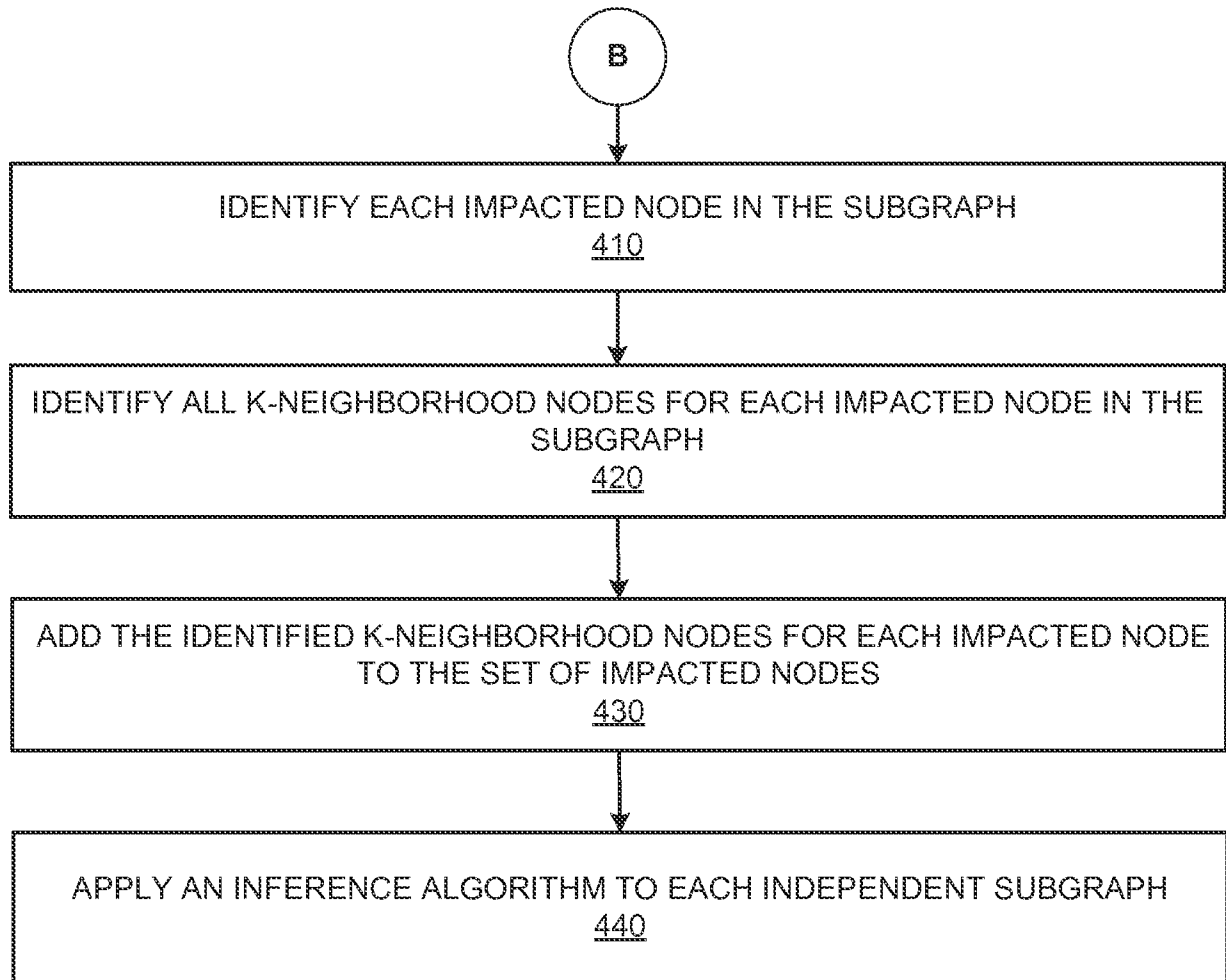 B
IDENTIFY EACH IMPACTED NODE IN THE SUBGRAPH
410
IDENTIFY ALL K-NEIGHBORHOOD NODES FOR EACH IMPACTED NODE IN THE
SUBGRAPH
420
ADD THE IDENTIFIED K-NEIGHBORHOOD NODES FOR EACH IMPACTED NODE
TO THE SET OF IMPACTED NODES
430
APPLY AN INFERENCE ALGORITHM TO EACH INDEPENDENT SUBGRAPH
440